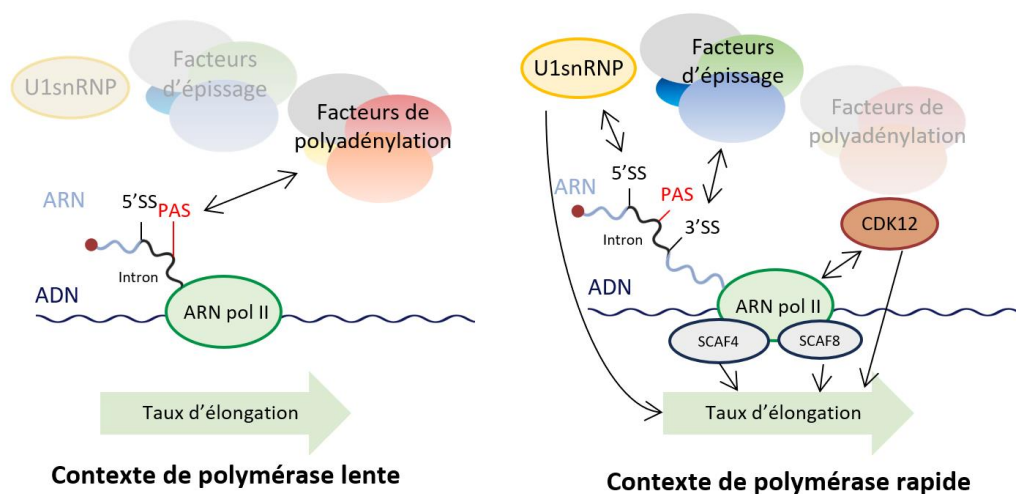 U1snRNP
Facteurs
d'épissage
Facteurs de
polyadénylation
ARN
5'SS
PAS
Intron
ADN
ARN pol II
Taux d'élongation
Contexte de polymérase lente
U1snRNP
Facteurs
d'épissage
Facteurs de
polyadénylation
ARN
5'SS
PAS
3'SS
Intron
CDK12
ADN
ARN pol II
SCAF4
SCAF8
Taux d'élongation
Contexte de polymérase rapide